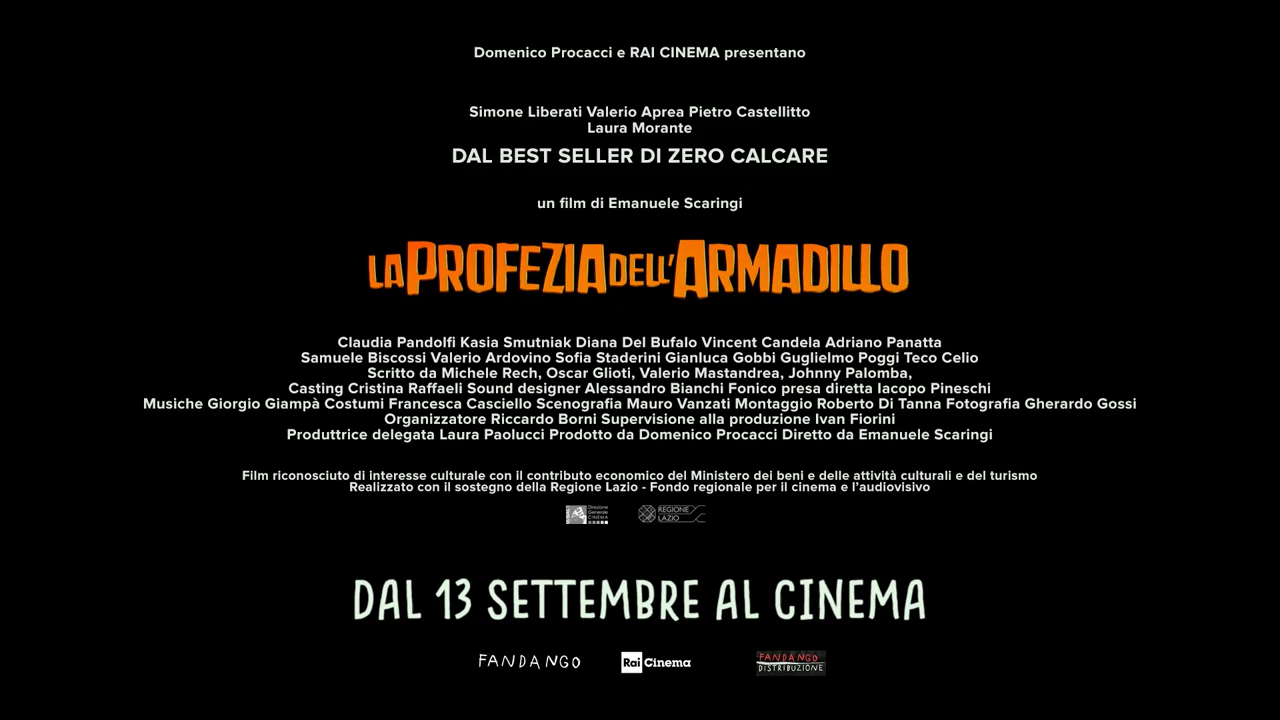 Domenico Procacci e RAI CINEMA presentano
Simone Liberati Valerio Aprea Pietro Castellitto
Laura Morante
DAL BEST SELLER DI ZERO CALCARE
un film di Emanuele Scaringi
LA PROFEZIA DELL'ARMADILLO
Claudia Pandolfi Kasia Smutniak Diana Del Bufalo Vincent Candela Adriano Panatta
Samuele Biscossi Valerio Ardovino Sofia Staderini Gianluca Gobbi Guglielmo Poggi Teco Celio
Scritto da Michele Rech, Oscar Glioti, Valerio Mastandrea, Johnny Palomba,
Casting Cristina Raffaeli Sound designer Alessandro Bianchi Fonico presa diretta Iacopo Pineschi
Musiche Giorgio Giampà Costumi Francesca Casciello Scenografia Mauro Vanzati Montaggio Roberto Di Tanna Fotografia Gherardo Gossi
Organizzatore Riccardo Borni Supervisione alla produzione Ivan Fiorini
Produttrice delegata Laura Paolucci Prodotto da Domenico Procacci Diretto da Emanuele Scaringi
Film riconosciuto di interesse culturale con il contributo economico del Ministero dei beni e delle attività culturali e del turismo
Realizzato con il sostegno della Regione Lazio - Fondo regionale per il cinema e l'audiovisivo
Direzione
Generale
CINEMA
REGIONE
LAZIO
DAL 13 SETTEMBRE AL CINEMA
FANDANGO
Rai Cinema
FANDANGO
DISTRIBUZIONE